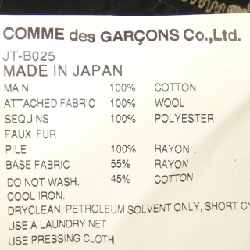 COMME des GARÇONS Co.,Ltd.
JT-B025
MADE IN JAPAN
MAIN 100% COTTON
ATTACHED FABRIC 100% WOOL
SEQUINS 100% POLYESTER
FAUX FUR
PILE 100% RAYON
BASE FABRIC 55% RAYON
45% COTTON
DO NOT WASH.
COOL IRON.
DRYCLEAN, PETROLEUM SOLVENT ONLY, SHORT CY
USE A LAUNDRY NET
USE PRESSING CLOTH